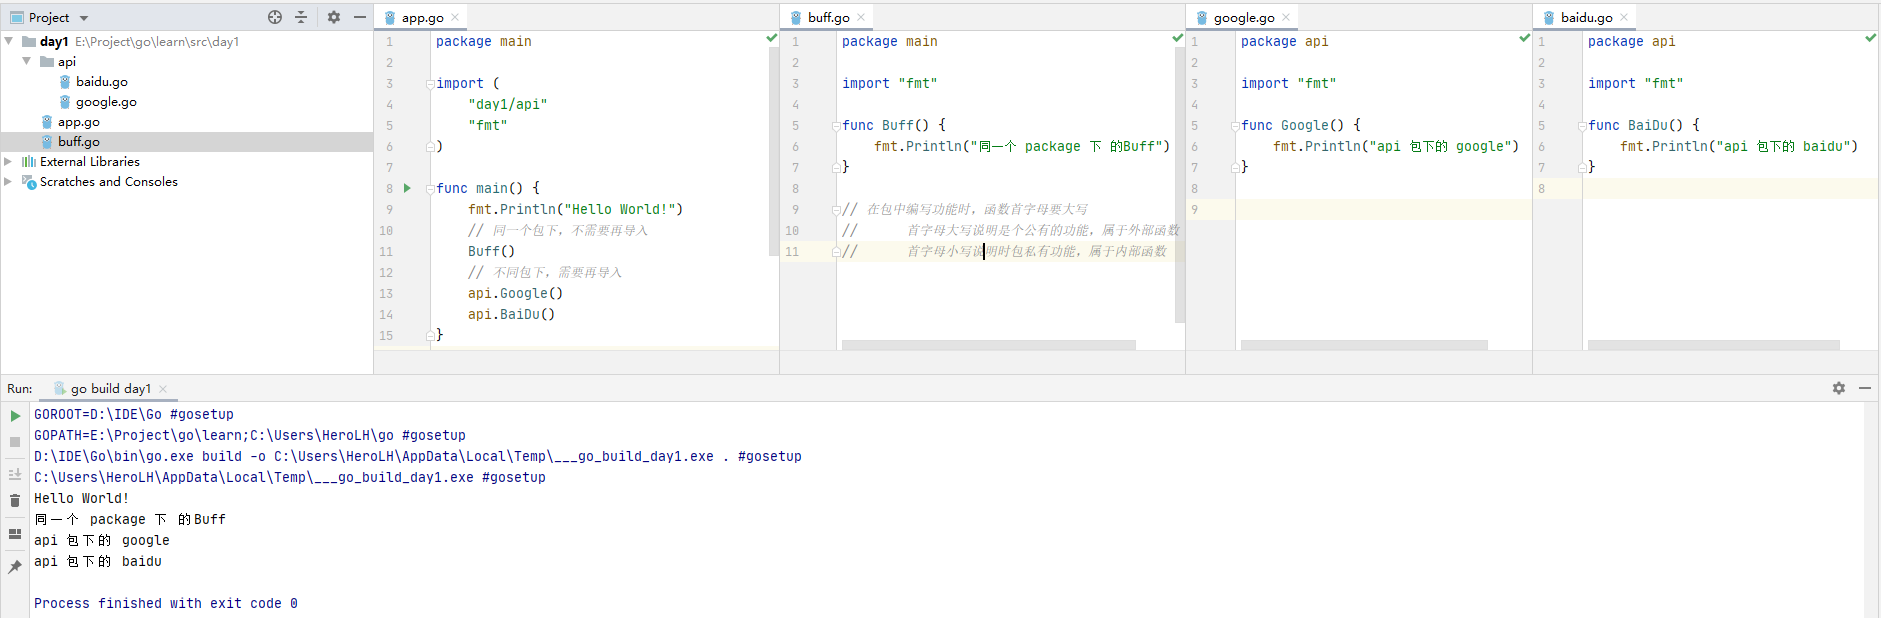 Project
day1 E:\Project\go\learn\src\day1
api
baidu.go
google.go
app.go
buff.go
External Libraries
Scratches and Consoles
app.go
1 package main
2
3 import (
4 "day1/api"
5 "fmt"
6 )
7
8 func main() {
9 fmt.Println("Hello World!")
10 // 同一个包下，不需要再导入
11 Buff()
12 // 不同包下，需要再导入
13 api.Google()
14 api.BaiDu()
15 }
buff.go
1 package main
2
3 import "fmt"
4
5 func Buff() {
6 fmt.Println("同一个 package 下 的Buff")
7 }
8
9 // 在包中编写功能时，函数首字母要大写
10 // 首字母大写说明是个公有的功能，属于外部函数
11 // 首字母小写说明时包私有功能，属于内部函数
google.go
1 package api
2
3 import "fmt"
4
5 func Google() {
6 fmt.Println("api 包下的 google")
7 }
8
9
baidu.go
1 package api
2
3 import "fmt"
4
5 func BaiDu() {
6 fmt.Println("api 包下的 baidu")
7 }
8
Run: go build day1
GOROOT=D:\IDE\Go #gosetup
GOPATH=E:\Project\go\learn;C:\Users\HeroLH\go #gosetup
D:\IDE\Go\bin\go.exe build -o C:\Users\HeroLH\AppData\Local\Temp\___go_build_day1.exe . #gosetup
C:\Users\HeroLH\AppData\Local\Temp\___go_build_day1.exe #gosetup
Hello World!
同一个 package 下 的Buff
api 包下的 google
api 包下的 baidu
Process finished with exit code 0